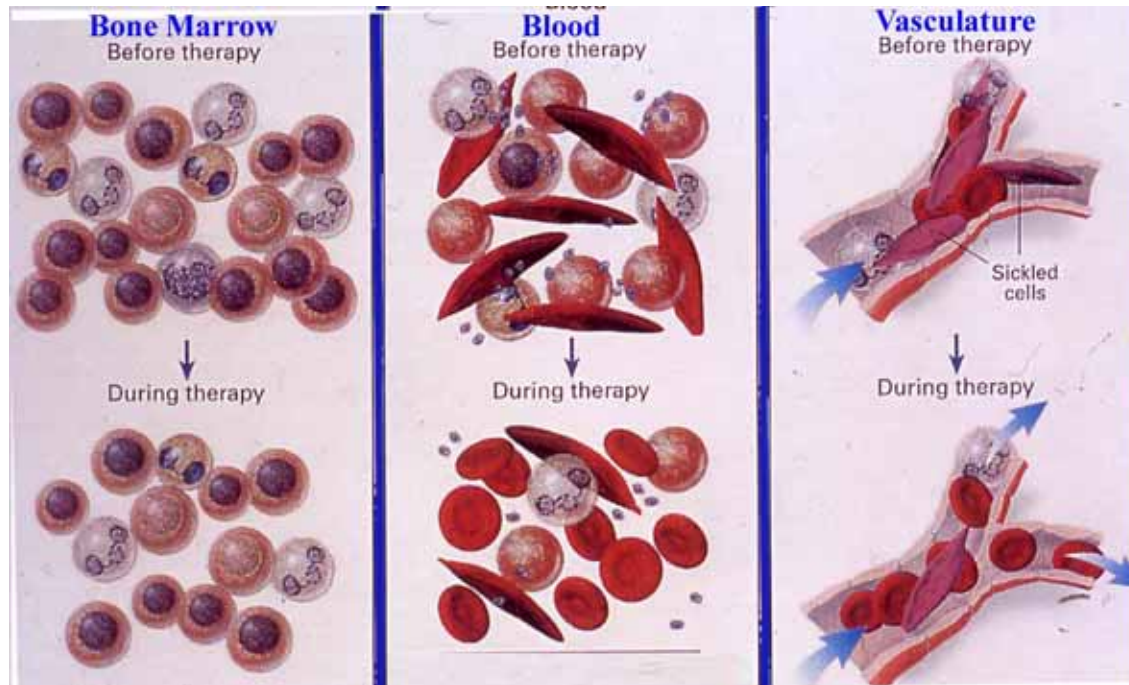 Bone Marrow
Before therapy
During therapy
Blood
Before therapy
During therapy
Vasculature
Before therapy
Sickled
cells
During therapy